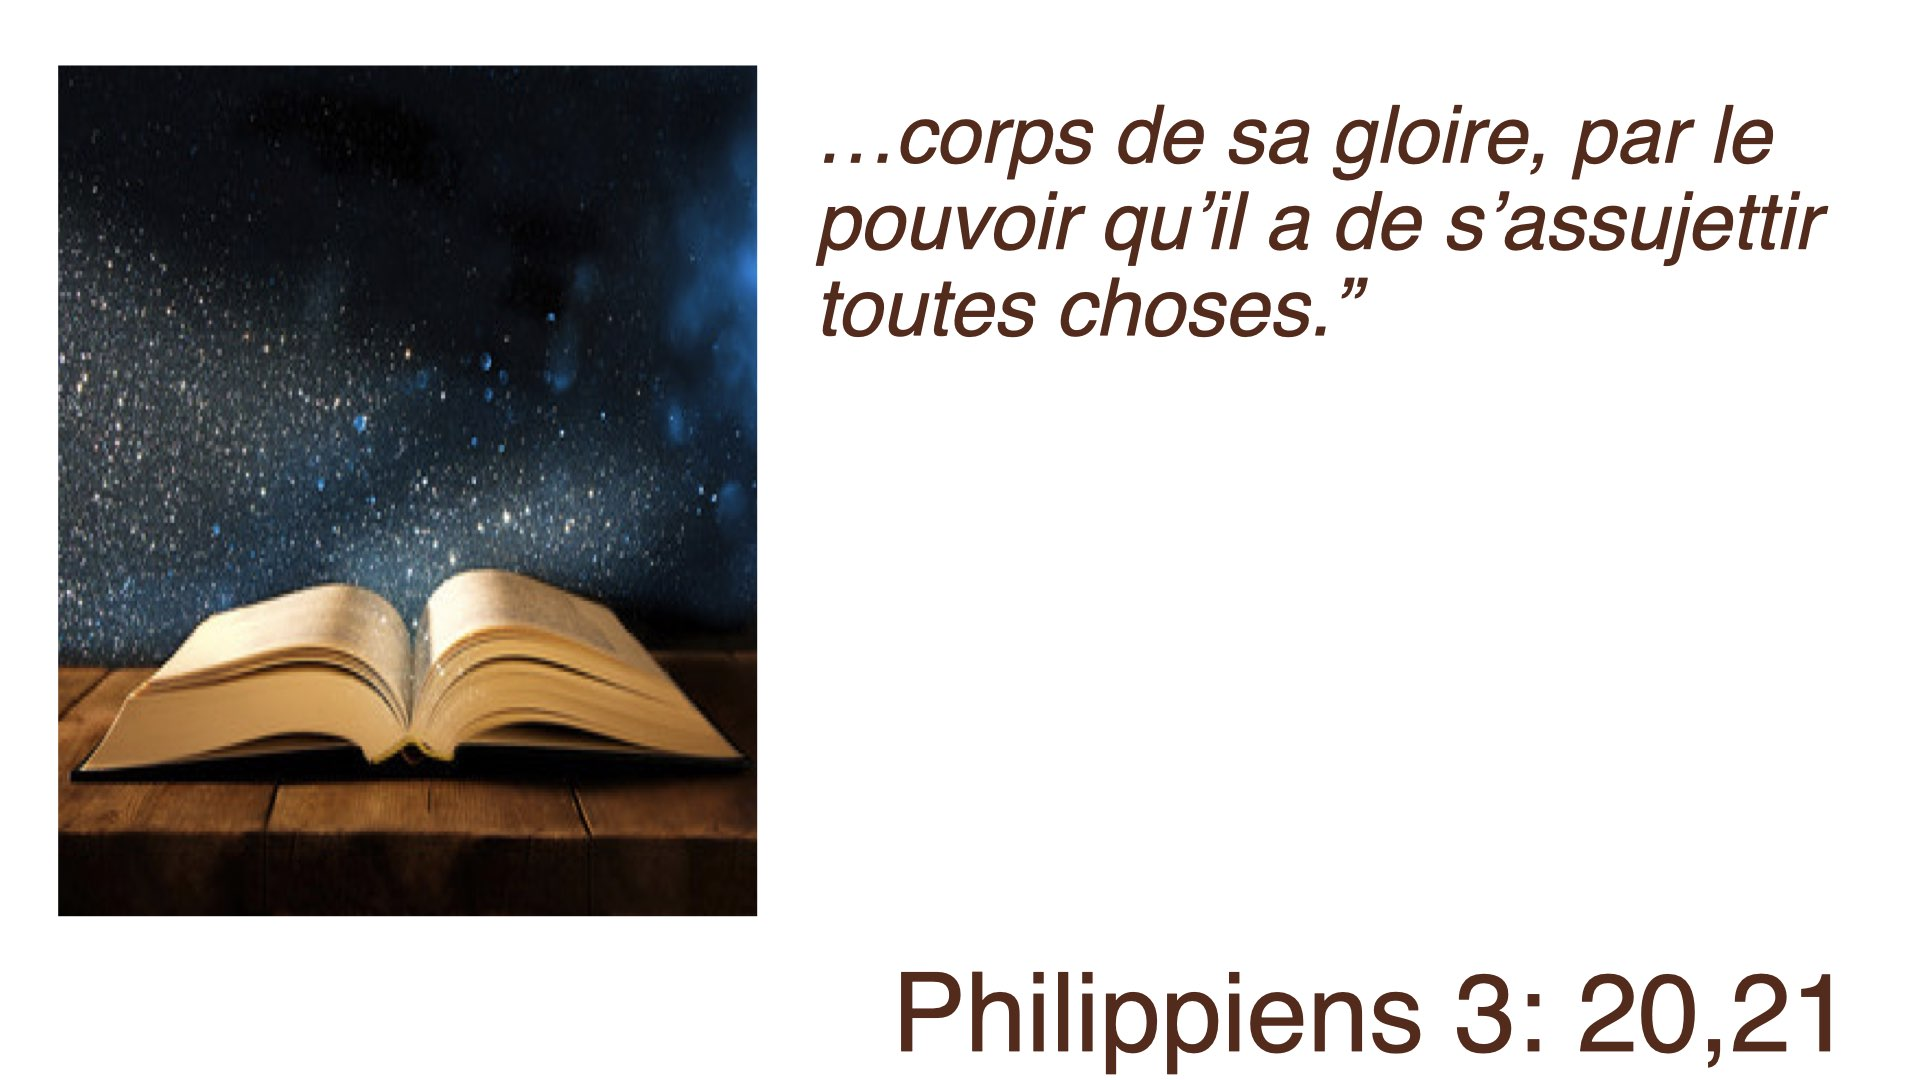 …corps de sa gloire, par le
pouvoir qu’il a de s’assujettir
toutes choses.”
Philippiens 3: 20,21